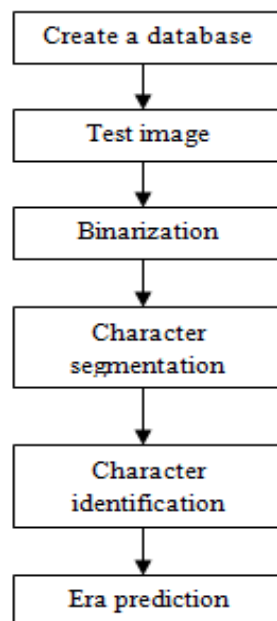 Create a database
Test image
Binarization
Character
segmentation
Character
identification
Era prediction